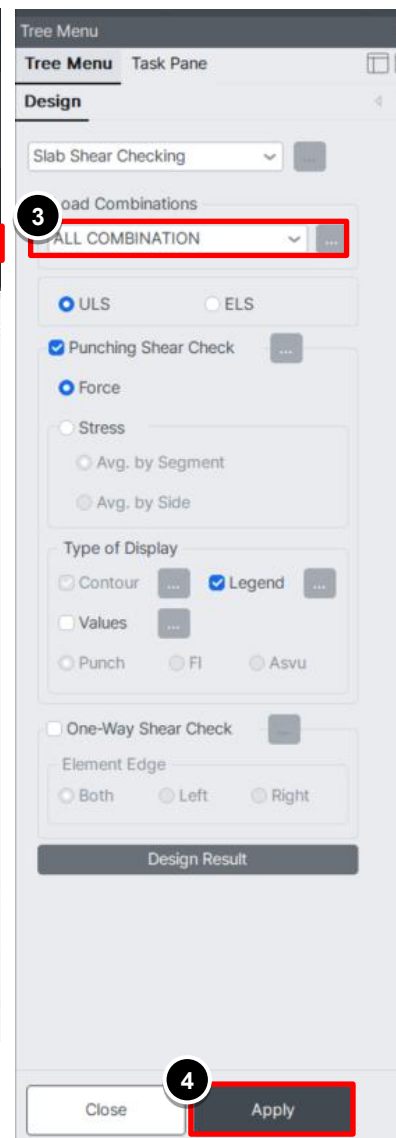 Tree Menu
Tree Menu Task Pane
Design
Slab Shear Checking ...
3
oad Combinations
ALL COMBINATION ...
ULS ELS
Punching Shear Check ...
Force
Stress
Avg. by Segment
Avg. by Side
Type of Display
Contour ... Legend ...
Values ...
Punch FI Asvu
One-Way Shear Check ...
Element Edge
Both Left Right
Design Result
4
Close Apply